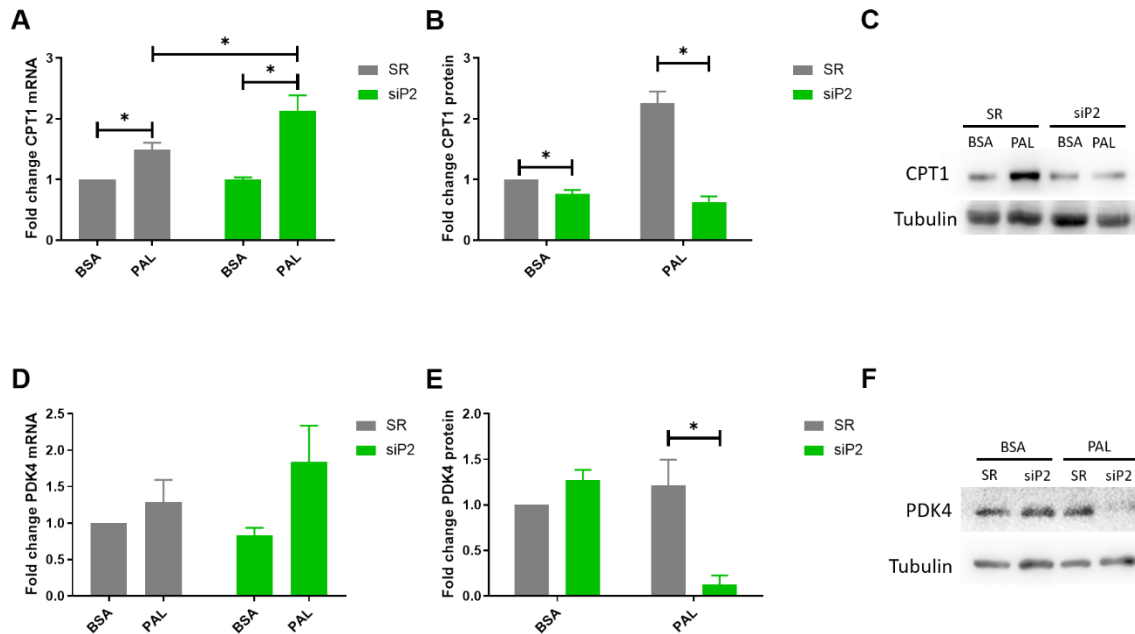 A
Fold change CPT1 mRNA
3
2
1
0
*
*
*
BSA
PAL
BSA
PAL
SR
siP2
B
Fold change CPT1 protein
3
2
1
0
*
*
BSA
PAL
SR
siP2
C
SR siP2
BSA PAL BSA PAL
CPT1
Tubulin
D
Fold change PDK4 mRNA
2.5
2.0
1.5
1.0
0.5
0.0
BSA
PAL
BSA
PAL
SR
siP2
E
Fold change PDK4 protein
2.0
1.5
1.0
0.5
0.0
*
BSA
PAL
SR
siP2
F
BSA PAL
SR siP2 SR siP2
PDK4
Tubulin